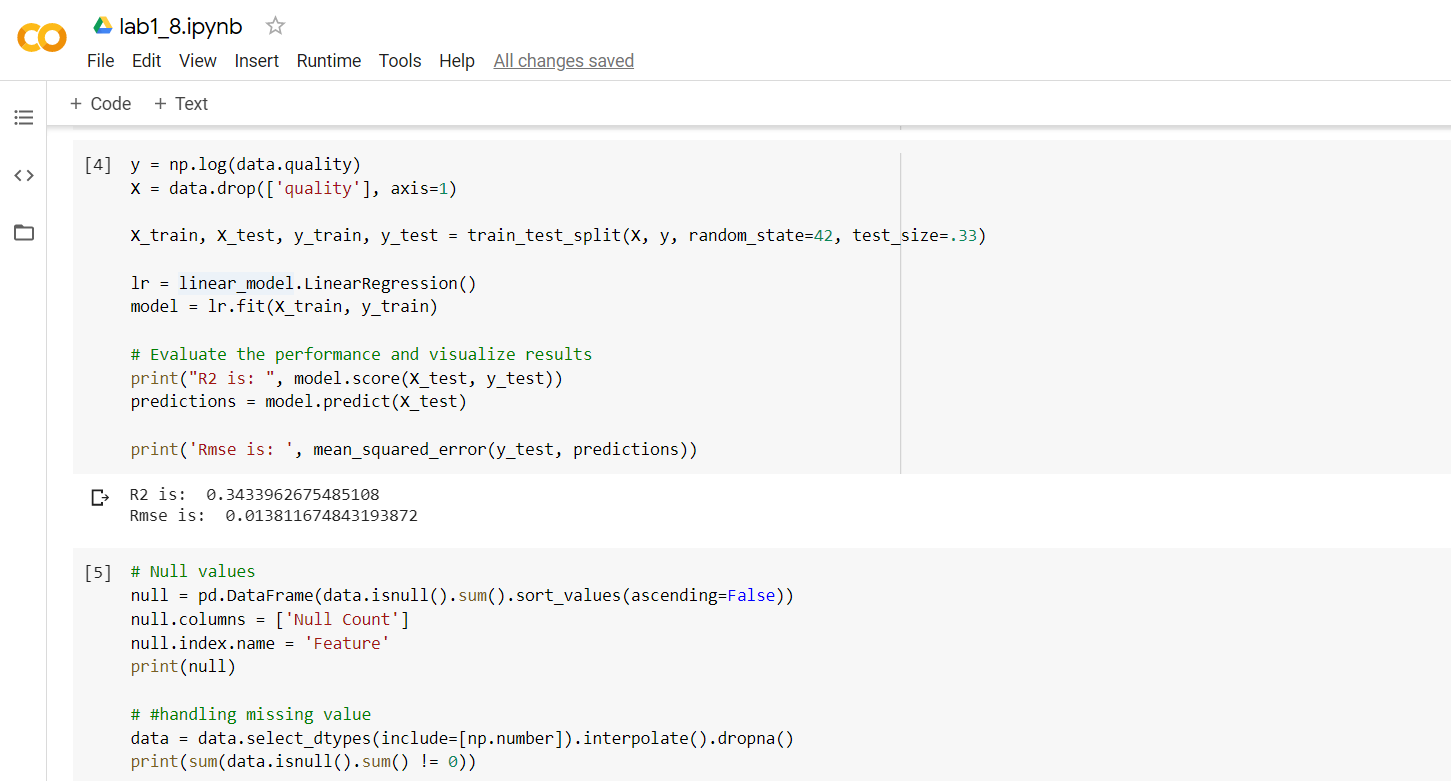 CO lab1_8.ipynb
File Edit View Insert Runtime Tools Help All changes saved
+ Code + Text
[4] y = np.log(data.quality)
X = data.drop(['quality'], axis=1)
X_train, X_test, y_train, y_test = train_test_split(X, y, random_state=42, test_size=.33)
lr = linear_model.LinearRegression()
model = lr.fit(X_train, y_train)
# Evaluate the performance and visualize results
print("R2 is: ", model.score(X_test, y_test))
predictions = model.predict(X_test)
print('Rmse is: ', mean_squared_error(y_test, predictions))
R2 is:  0.3433962675485108
Rmse is:  0.013811674843193872
[5] # Null values
null = pd.DataFrame(data.isnull().sum().sort_values(ascending=False))
null.columns = ['Null Count']
null.index.name = 'Feature'
print(null)
# #handling missing value
data = data.select_dtypes(include=[np.number]).interpolate().dropna()
print(sum(data.isnull().sum() != 0))